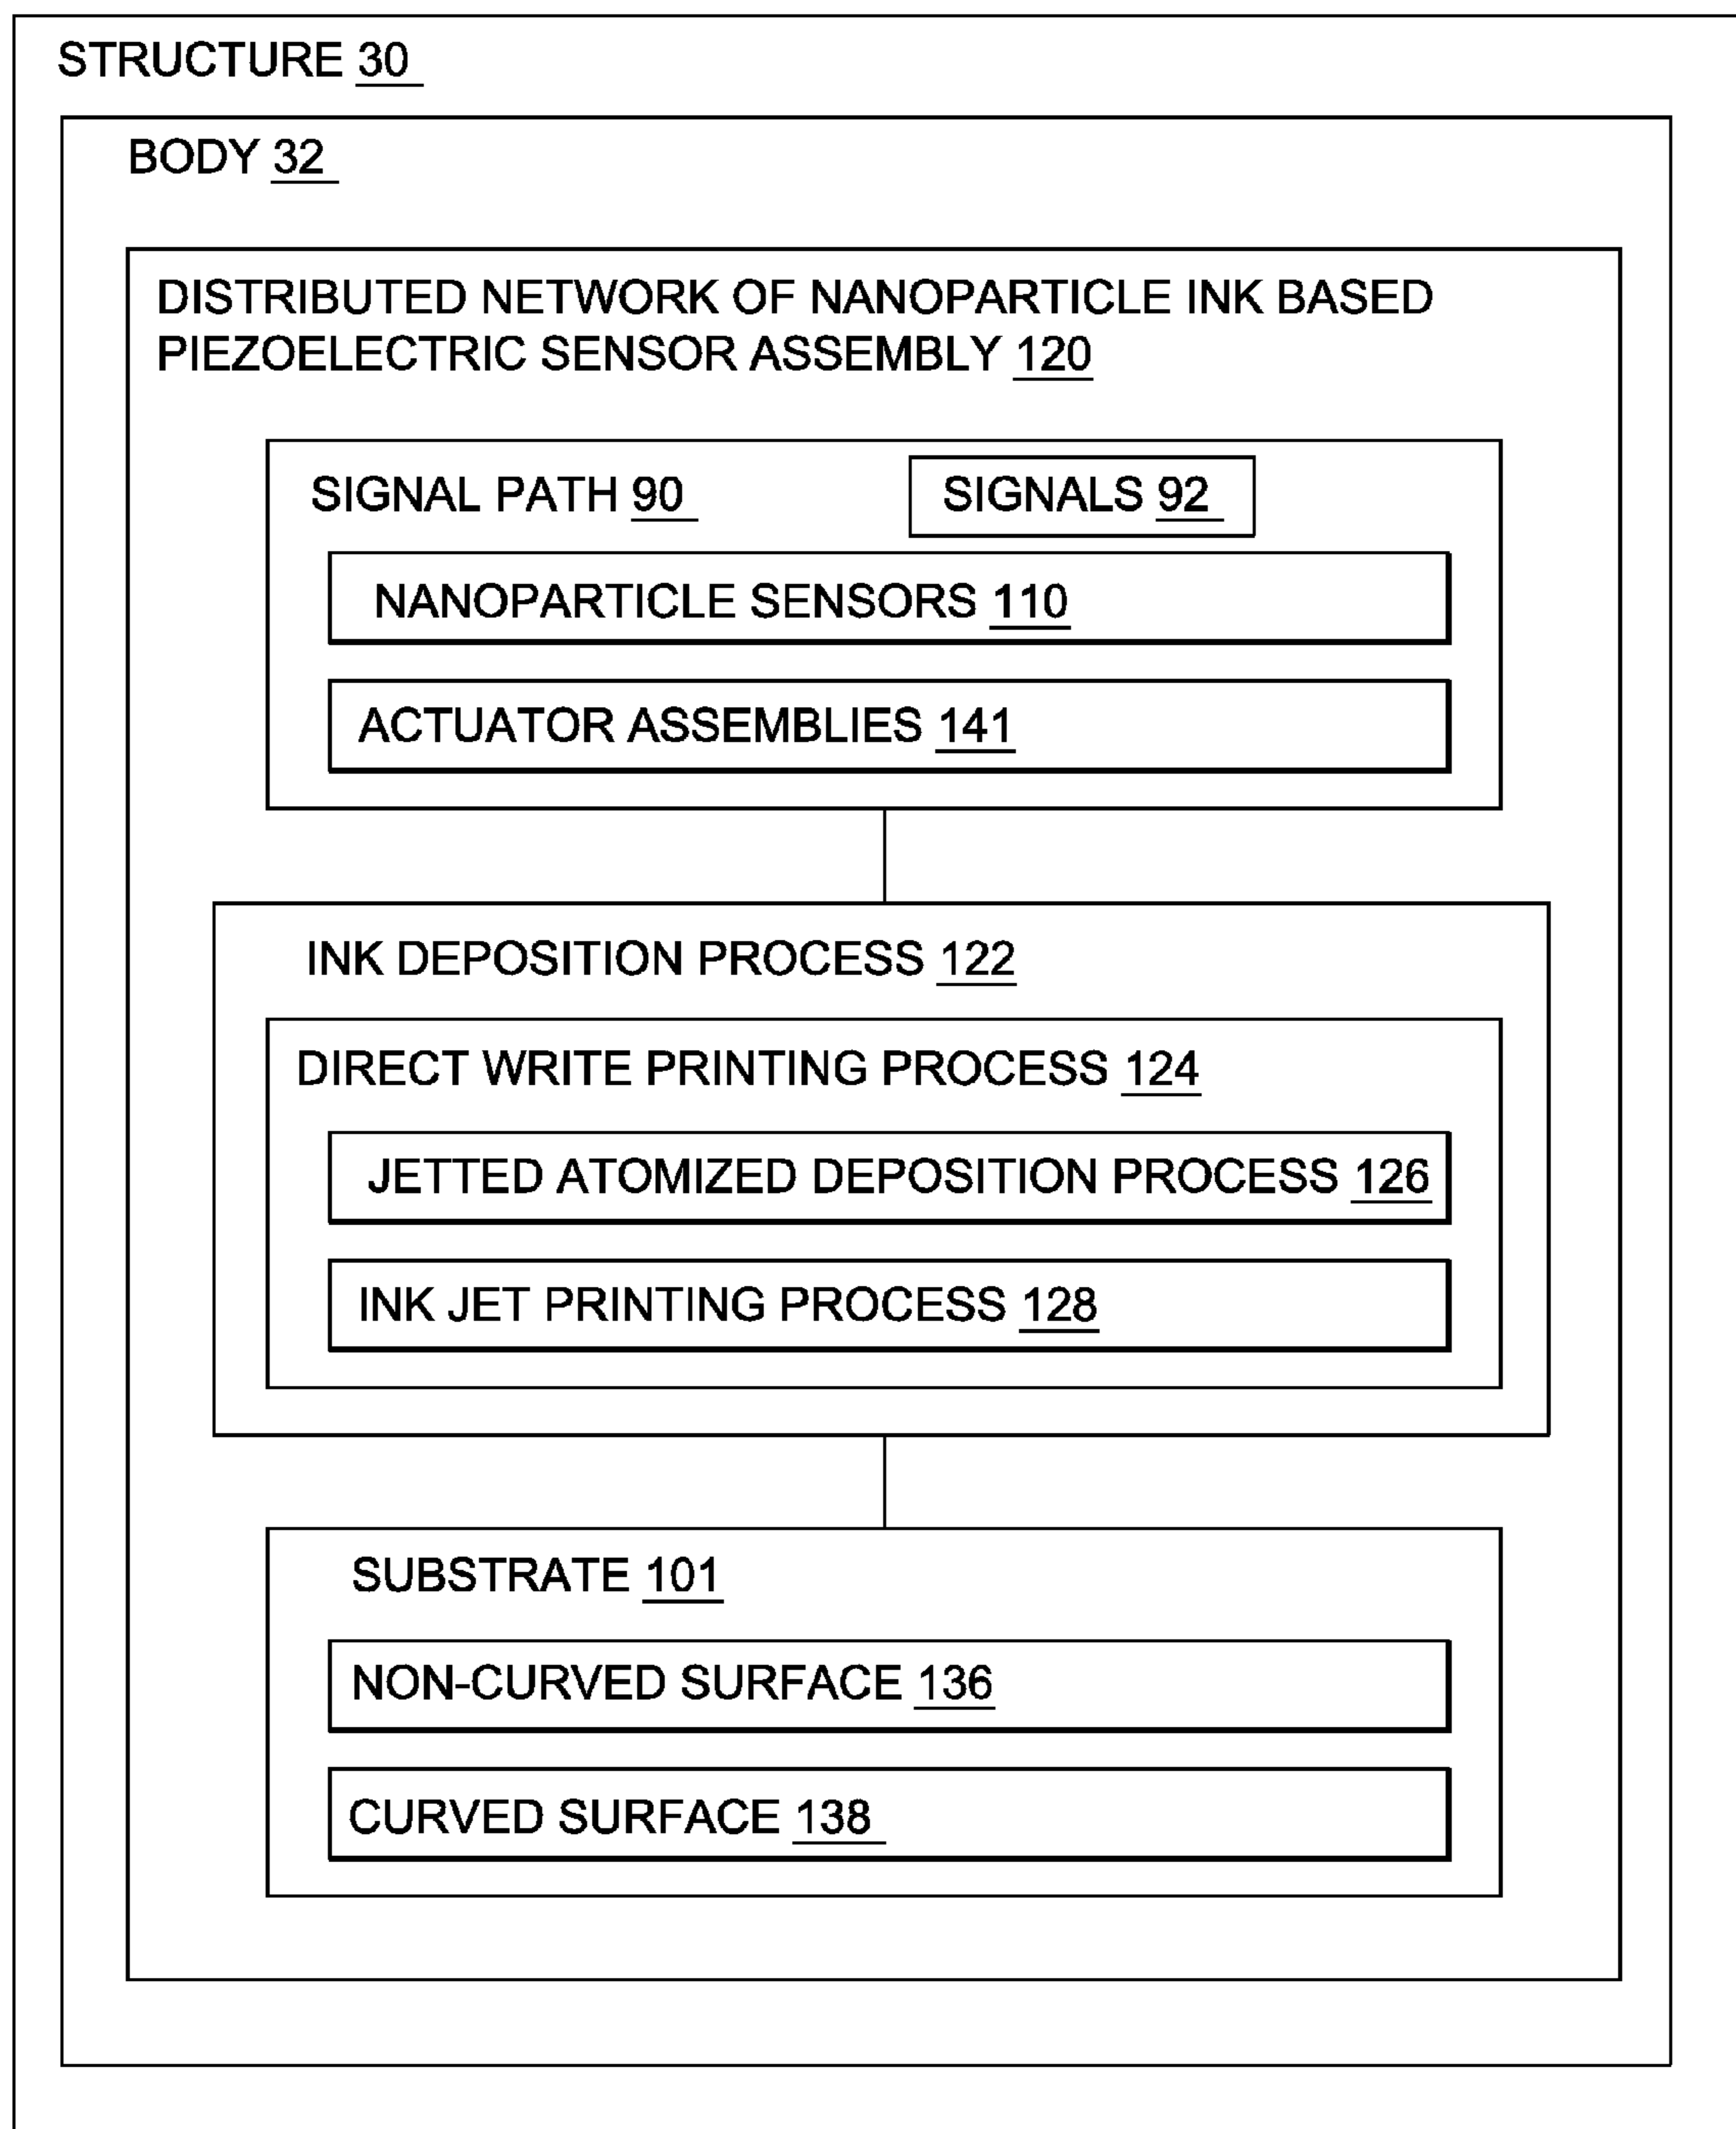 STRUCTURE 30
BODY 32
DISTRIBUTED NETWORK OF NANOPARTICLE INK BASED
PIEZOELECTRIC SENSOR ASSEMBLY 120
SIGNAL PATH 90
SIGNALS 92
NANOPARTICLE SENSORS 110
ACTUATOR ASSEMBLIES 141
INK DEPOSITION PROCESS 122
DIRECT WRITE PRINTING PROCESS 124
JETTED ATOMIZED DEPOSITION PROCESS 126
INK JET PRINTING PROCESS 128
SUBSTRATE 101
NON-CURVED SURFACE 136
CURVED SURFACE 138